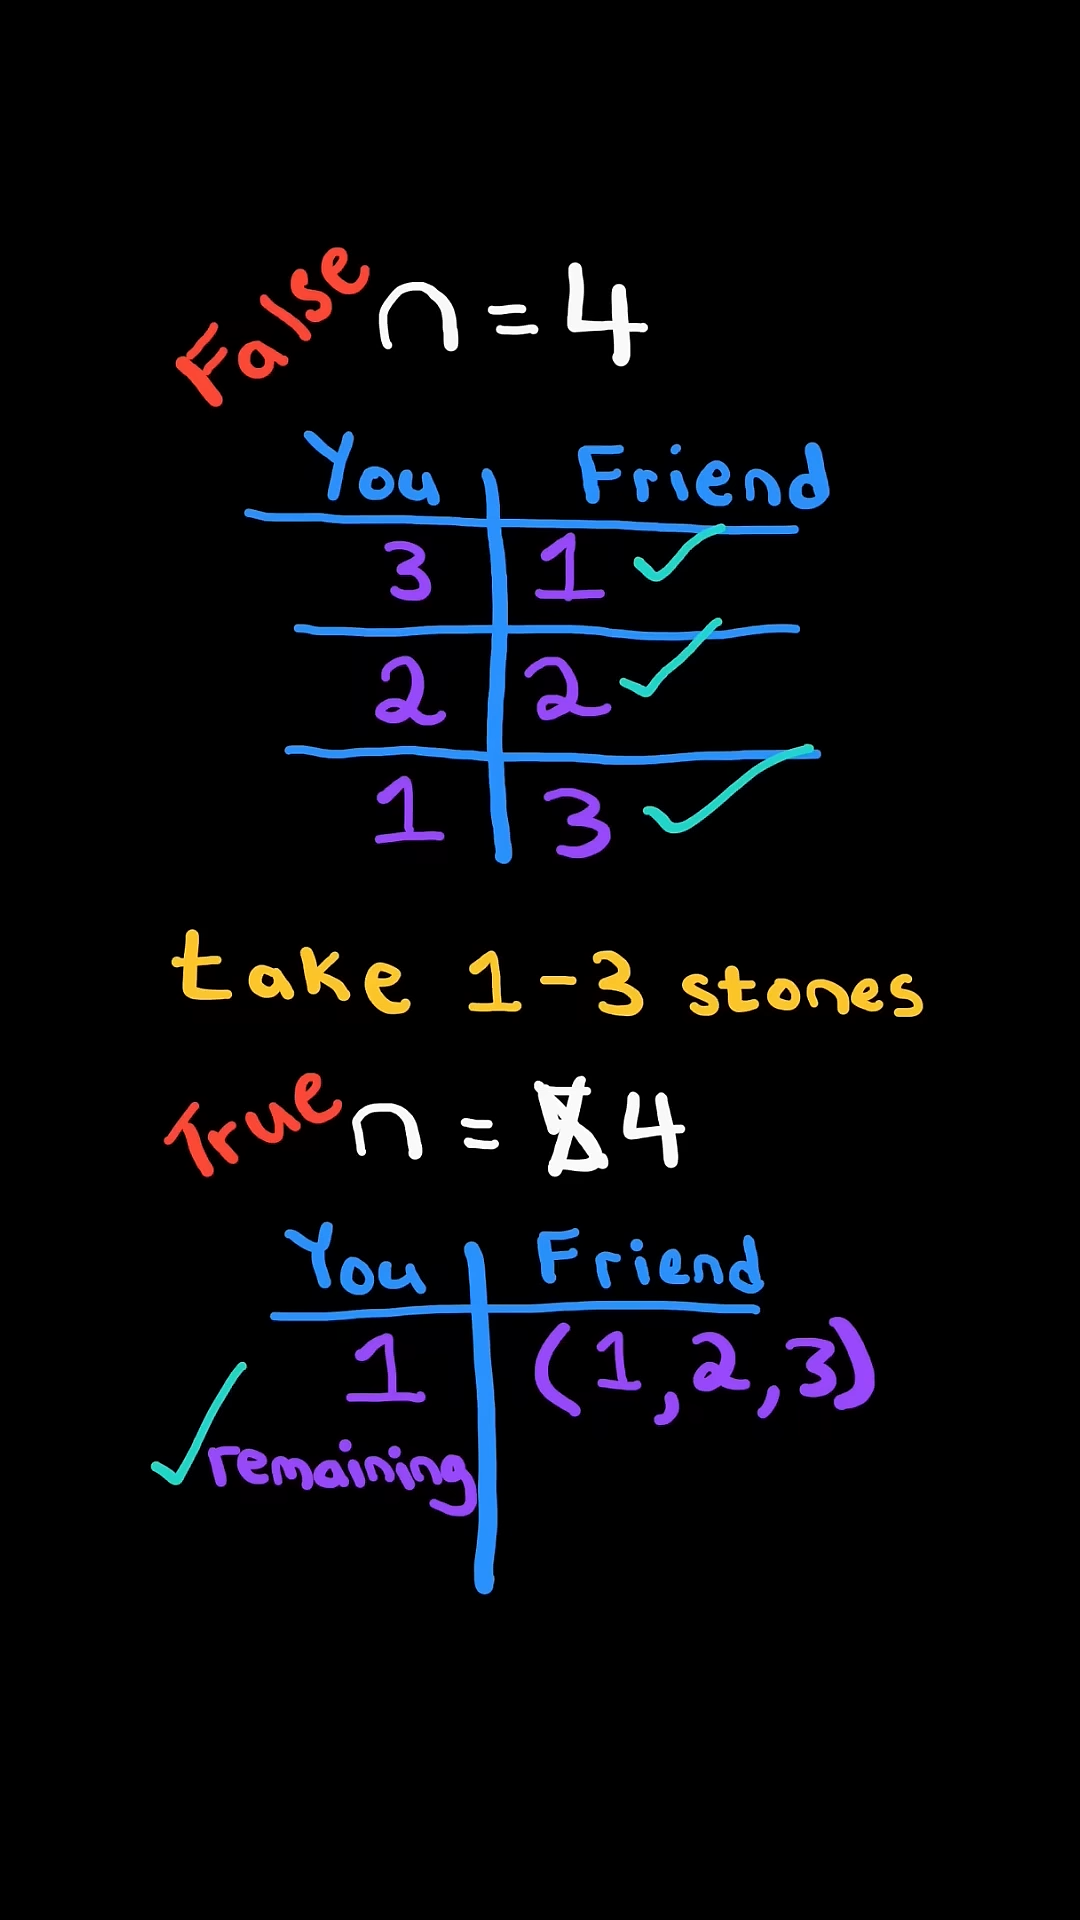 False n = 4
You Friend
3 1
2 2
1 3
take 1-3 stones
True n = 4
You Friend
1 (1,2,3)
remaining